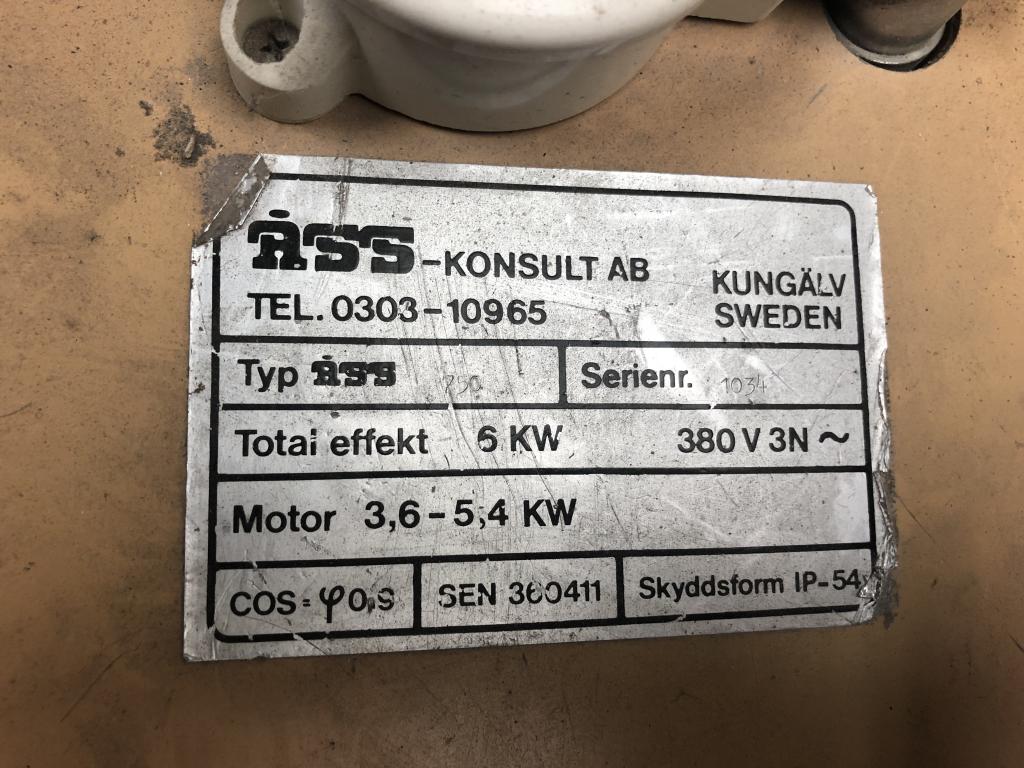 ÅSS-KONSULT AB
TEL. 0303-10965
KUNGÄLV
SWEDEN
Typ ÅSS 750
Serienr. 1034
Total effekt 6 KW 380 V 3N ~
Motor 3,6 - 5,4 KW
COS = φ 0,9
SEN 360411
Skyddsform IP-54